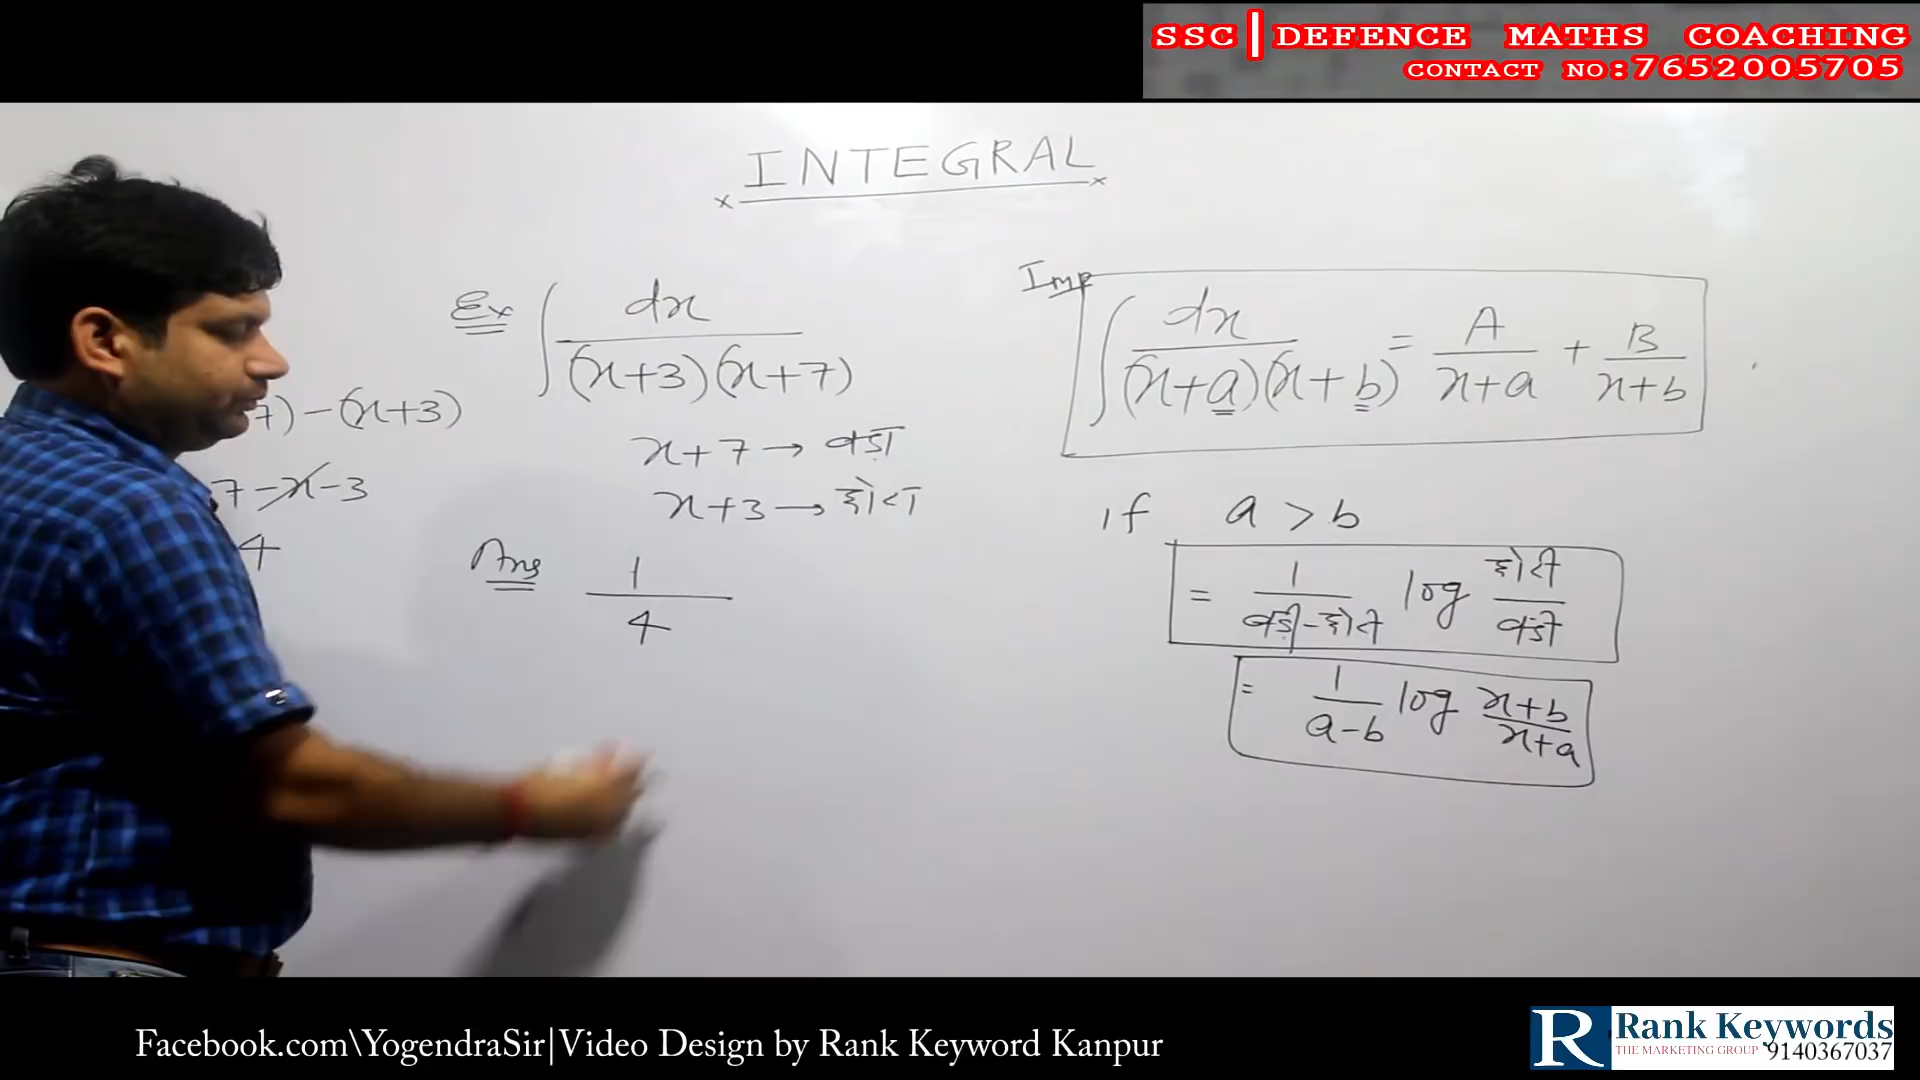 SSC|DEFENCE MATHS COACHING
CONTACT NO:7652005705
INTEGRAL
Ex ∫ dx / (x+3)(x+7)
x+7 → बड़ा
x+3 → छोटा
Ans 1 / 4
7) - (x+3)
7 - x - 3
4
Imp
∫ dx / (x+a)(x+b) = A / x+a + B / x+b
if a > b
= 1 / बड़ी - छोटी log छोटी / बड़ी
= 1 / a-b log x+b / x+a
Facebook.com\YogendraSir|Video Design by Rank Keyword Kanpur
R Rank Keywords
THE MARKETING GROUP 9140367037